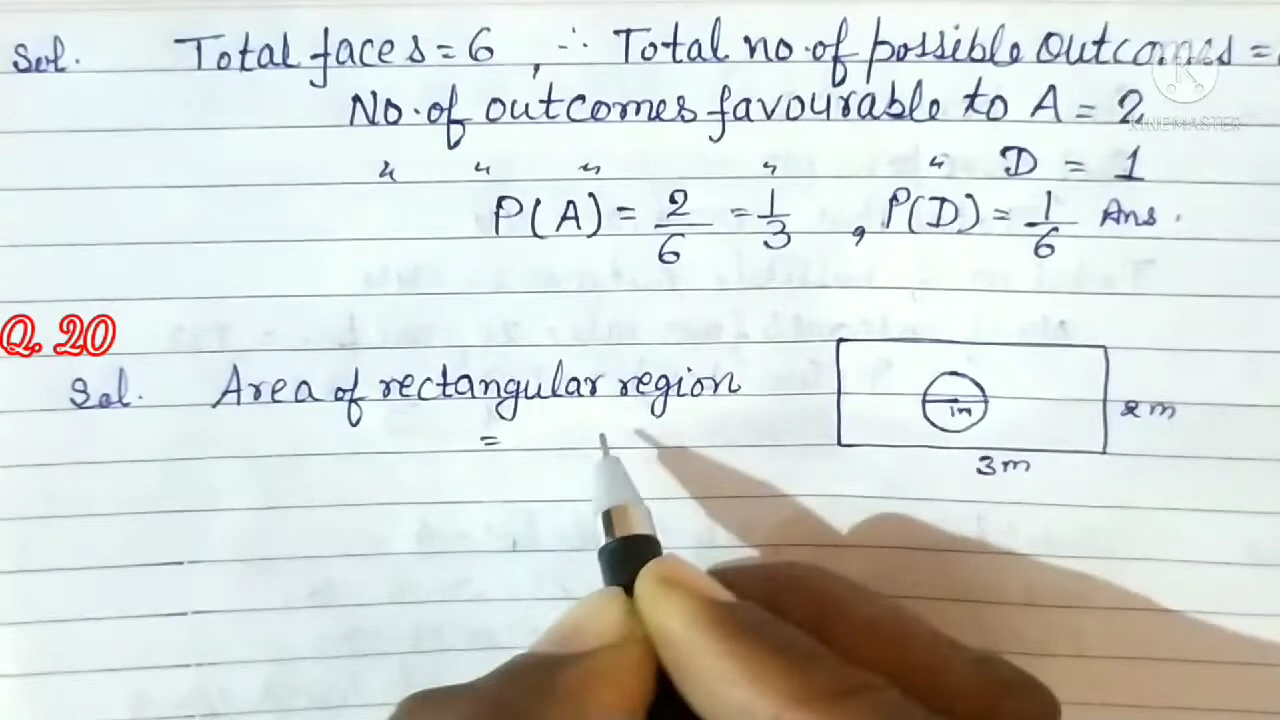 Sol. Total faces = 6, ∴ Total no. of possible outcomes =
No. of outcomes favourable to A = 2
〃 〃 〃 〃 〃 D = 1
P(A) = 2/6 = 1/3, P(D) = 1/6 Ans.
Q. 20
Sol. Area of rectangular region
=
1m
2m
3m
KINEMASTER